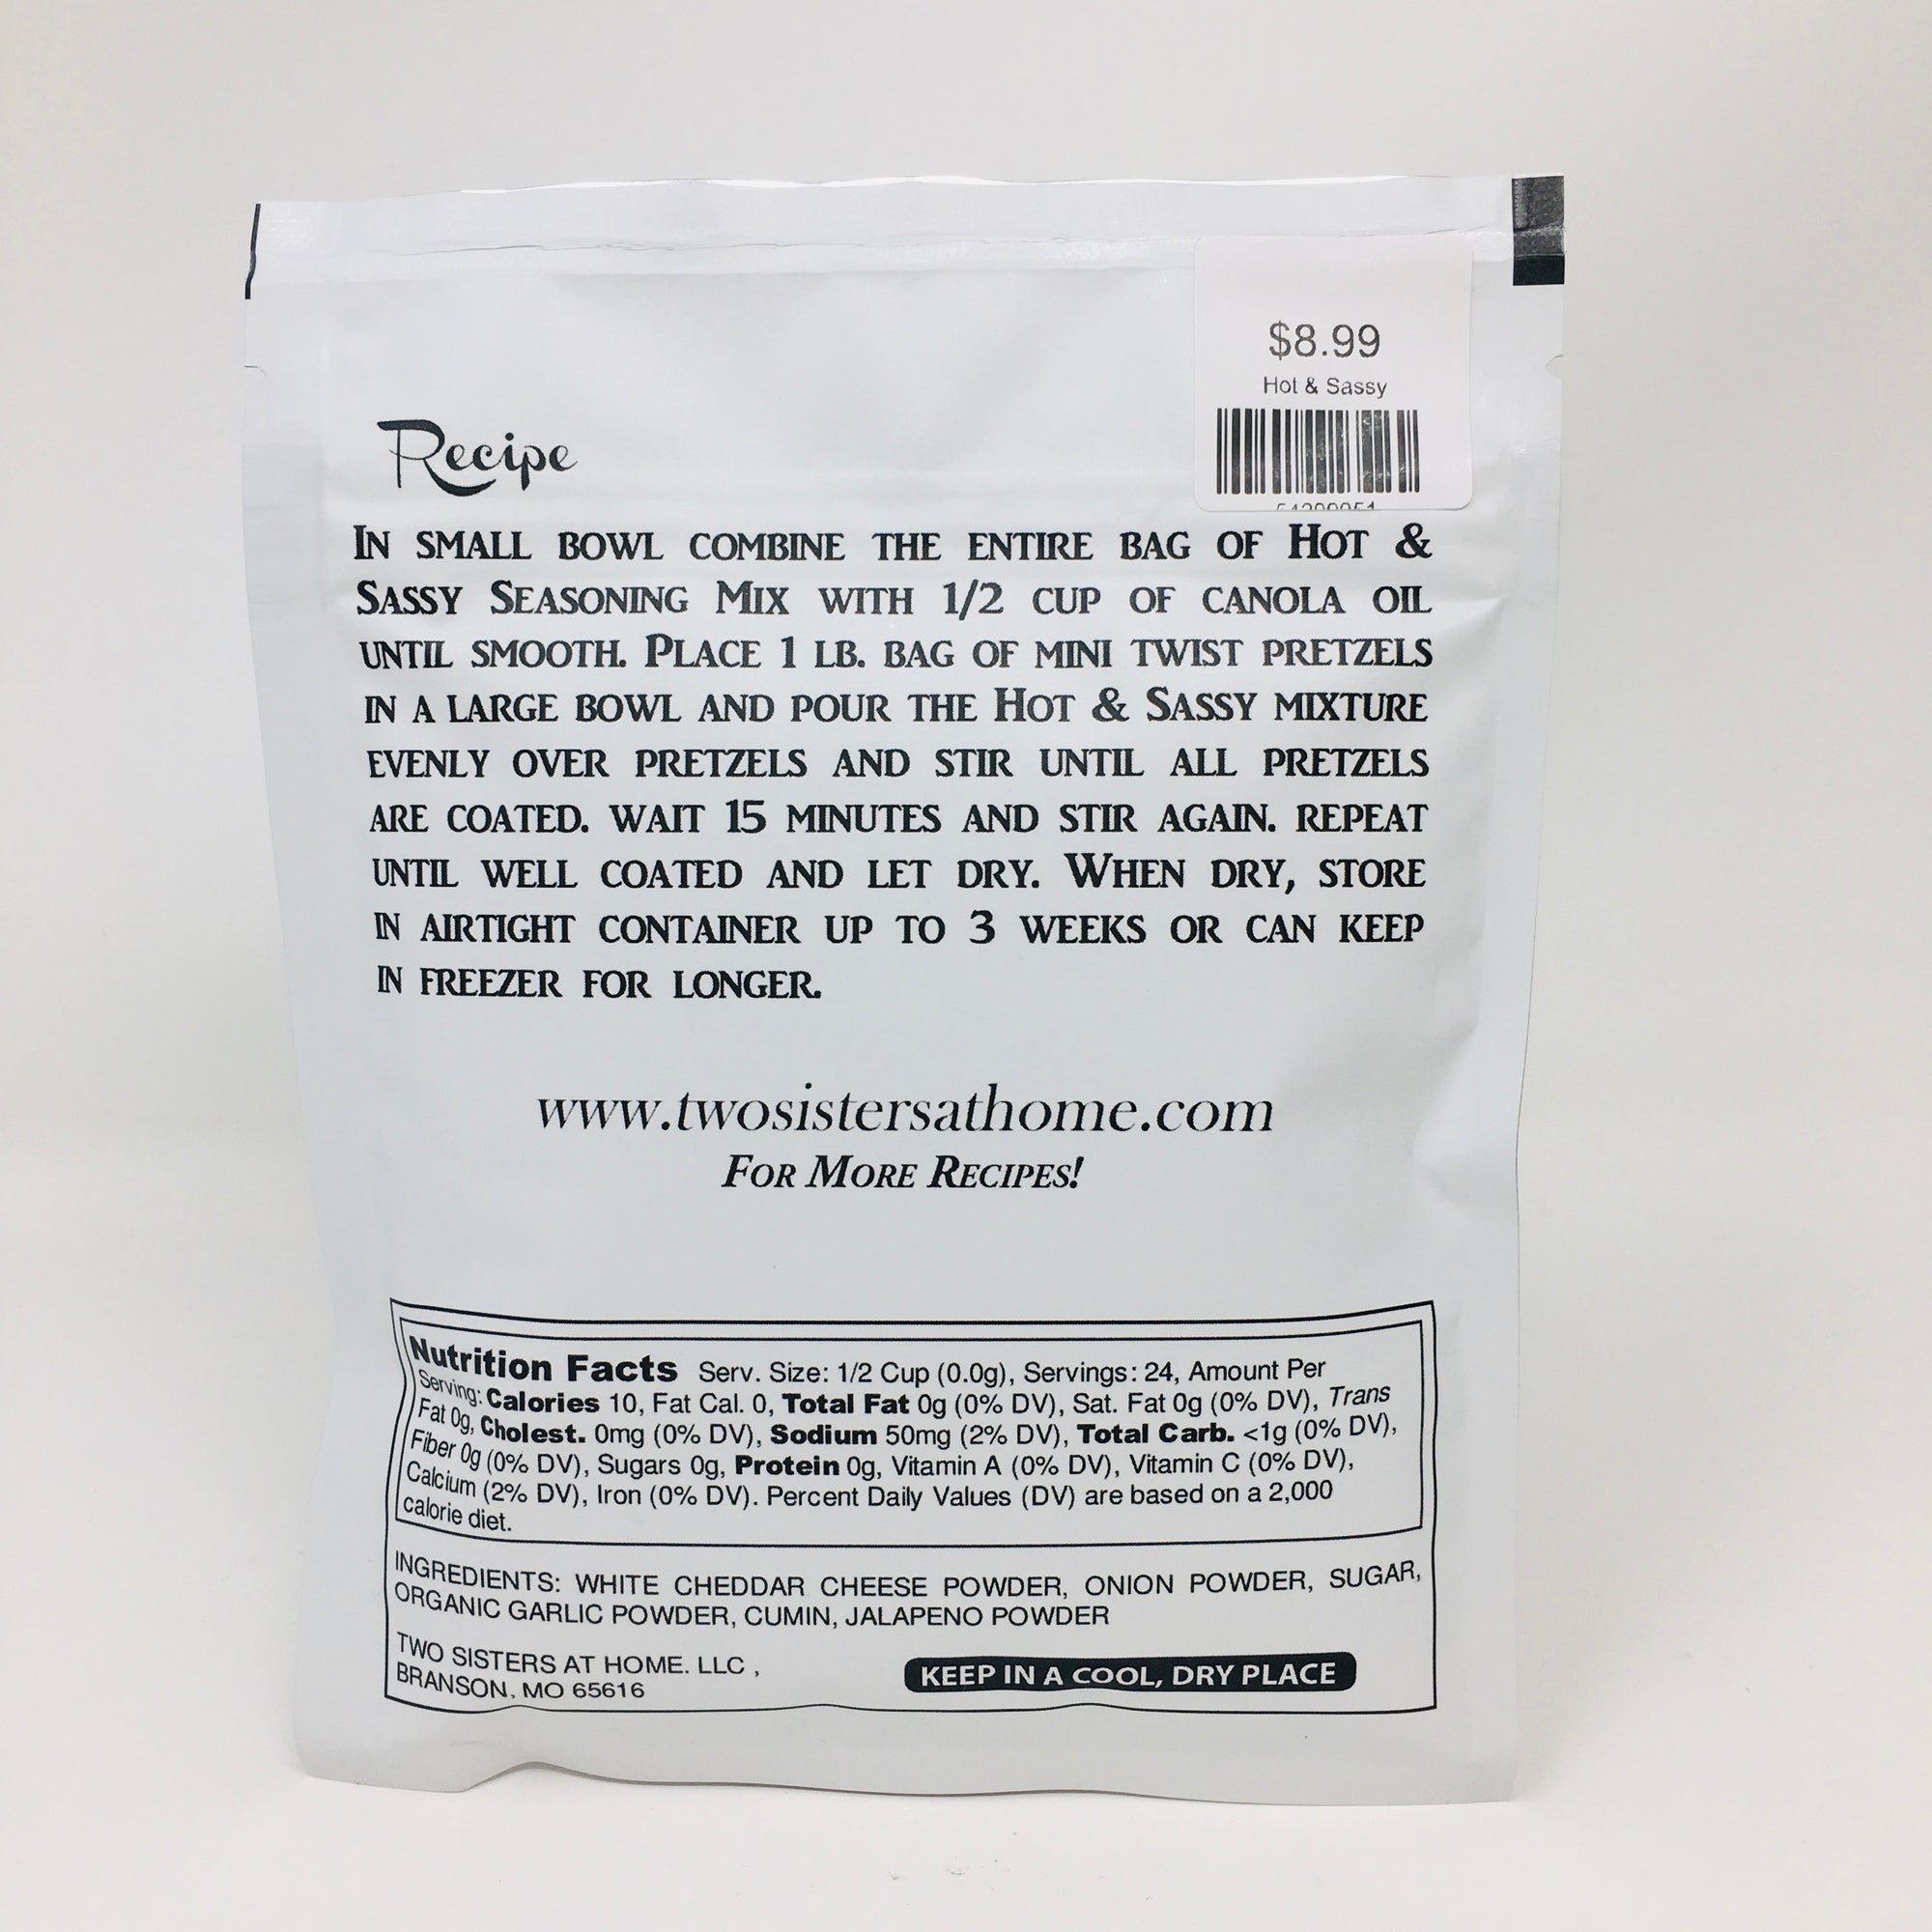 $8.99
Hot & Sassy
Recipe
IN SMALL BOWL COMBINE THE ENTIRE BAG OF HOT &
SASSY SEASONING MIX WITH 1/2 CUP OF CANOLA OIL
UNTIL SMOOTH. PLACE 1 LB. BAG OF MINI TWIST PRETZELS
IN A LARGE BOWL AND POUR THE HOT & SASSY MIXTURE
EVENLY OVER PRETZELS AND STIR UNTIL ALL PRETZELS
ARE COATED. WAIT 15 MINUTES AND STIR AGAIN. REPEAT
UNTIL WELL COATED AND LET DRY. WHEN DRY, STORE
IN AIRTIGHT CONTAINER UP TO 3 WEEKS OR CAN KEEP
IN FREEZER FOR LONGER.
www.twosistersathome.com
FOR MORE RECIPES!
Nutrition Facts Serv. Size: 1/2 Cup (0.0g), Servings: 24, Amount Per
Serving: Calories 10, Fat Cal. 0, Total Fat 0g (0% DV), Sat. Fat 0g (0% DV), Trans
Fat 0g, Cholest. 0mg (0% DV), Sodium 50mg (2% DV), Total Carb. <1g (0% DV),
Fiber 0g (0% DV), Sugars 0g, Protein 0g, Vitamin A (0% DV), Vitamin C (0% DV),
Calcium (2% DV), Iron (0% DV). Percent Daily Values (DV) are based on a 2,000
calorie diet.
INGREDIENTS: WHITE CHEDDAR CHEESE POWDER, ONION POWDER, SUGAR,
ORGANIC GARLIC POWDER, CUMIN, JALAPENO POWDER
TWO SISTERS AT HOME. LLC ,
BRANSON, MO 65616
KEEP IN A COOL, DRY PLACE